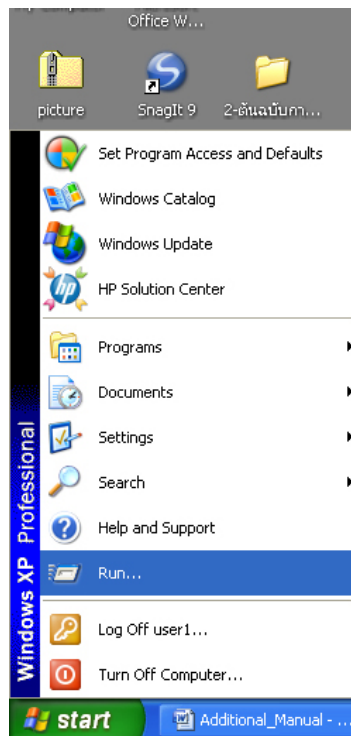 Office W...
picture
SnagIt 9
2-ต้นฉบับกา...
Set Program Access and Defaults
Windows Catalog
Windows Update
HP Solution Center
Programs
Documents
Settings
Search
Help and Support
Run...
Log Off user1...
Turn Off Computer...
Windows XP Professional
start
Additional_Manual - ...